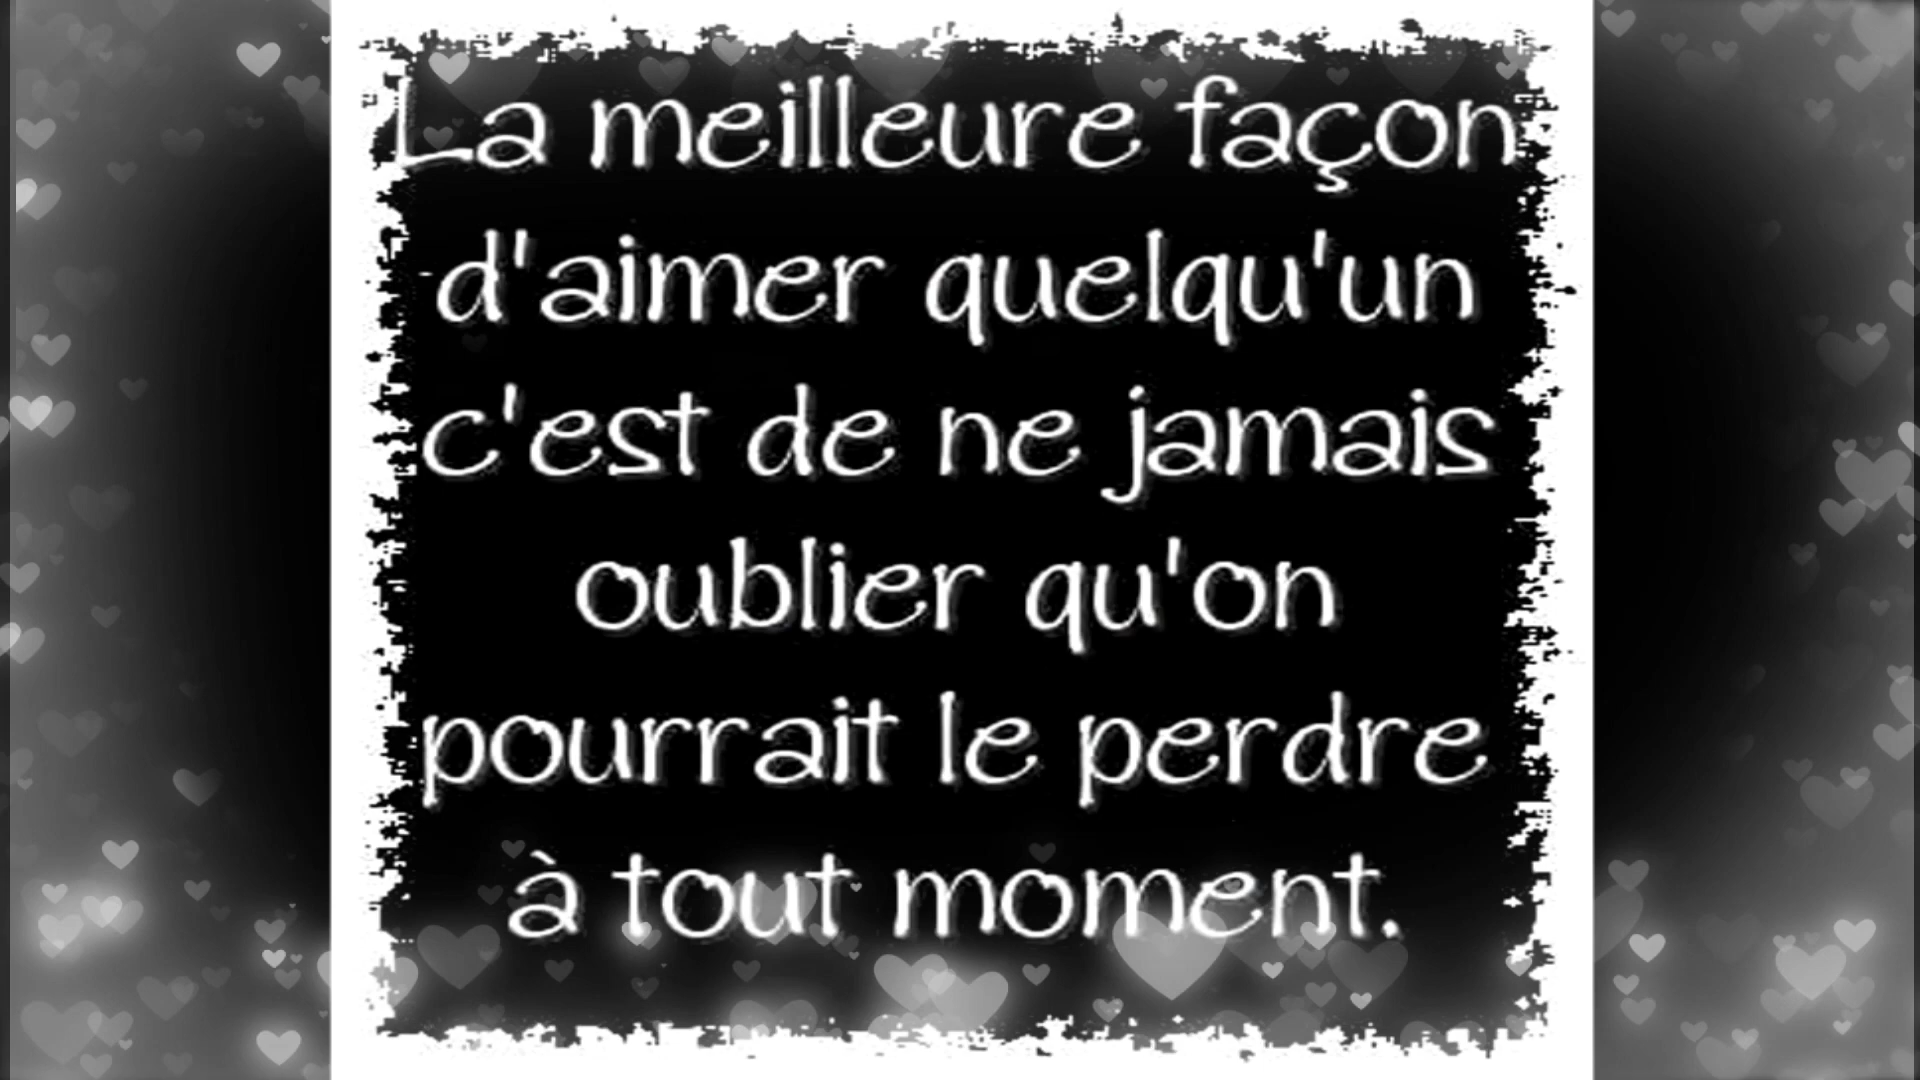 La meilleure façon
d'aimer quelqu'un
c'est de ne jamais
oublier qu'on
pourrait le perdre
à tout moment.